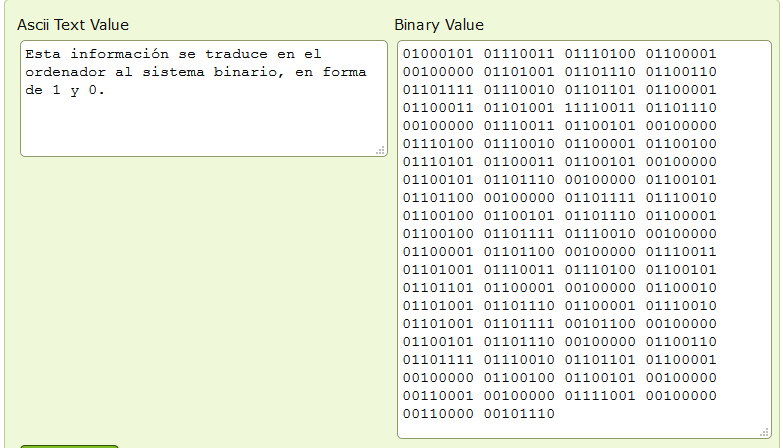 Ascii Text Value
Esta información se traduce en el
ordenador al sistema binario, en forma
de 1 y 0.
Binary Value
01000101 01110011 01110100 01100001
00100000 01101001 01101110 01100110
01101111 01110010 01101101 01100001
01100011 01101001 11110011 01101110
00100000 01110011 01100101 00100000
01110100 01110010 01100001 01100100
01110101 01100011 01100101 00100000
01100101 01101110 00100000 01100101
01101100 00100000 01101111 01110010
01100100 01100101 01101110 01100001
01100100 01101111 01110010 00100000
01100001 01101100 00100000 01110011
01101001 01110011 01110100 01100101
01101101 01100001 00100000 01100010
01101001 01101110 01100001 01110010
01101001 01101111 00101100 00100000
01100101 01101110 00100000 01100110
01101111 01110010 01101101 01100001
00100000 01100100 01100101 00100000
00110001 00100000 01111001 00100000
00110000 00101110